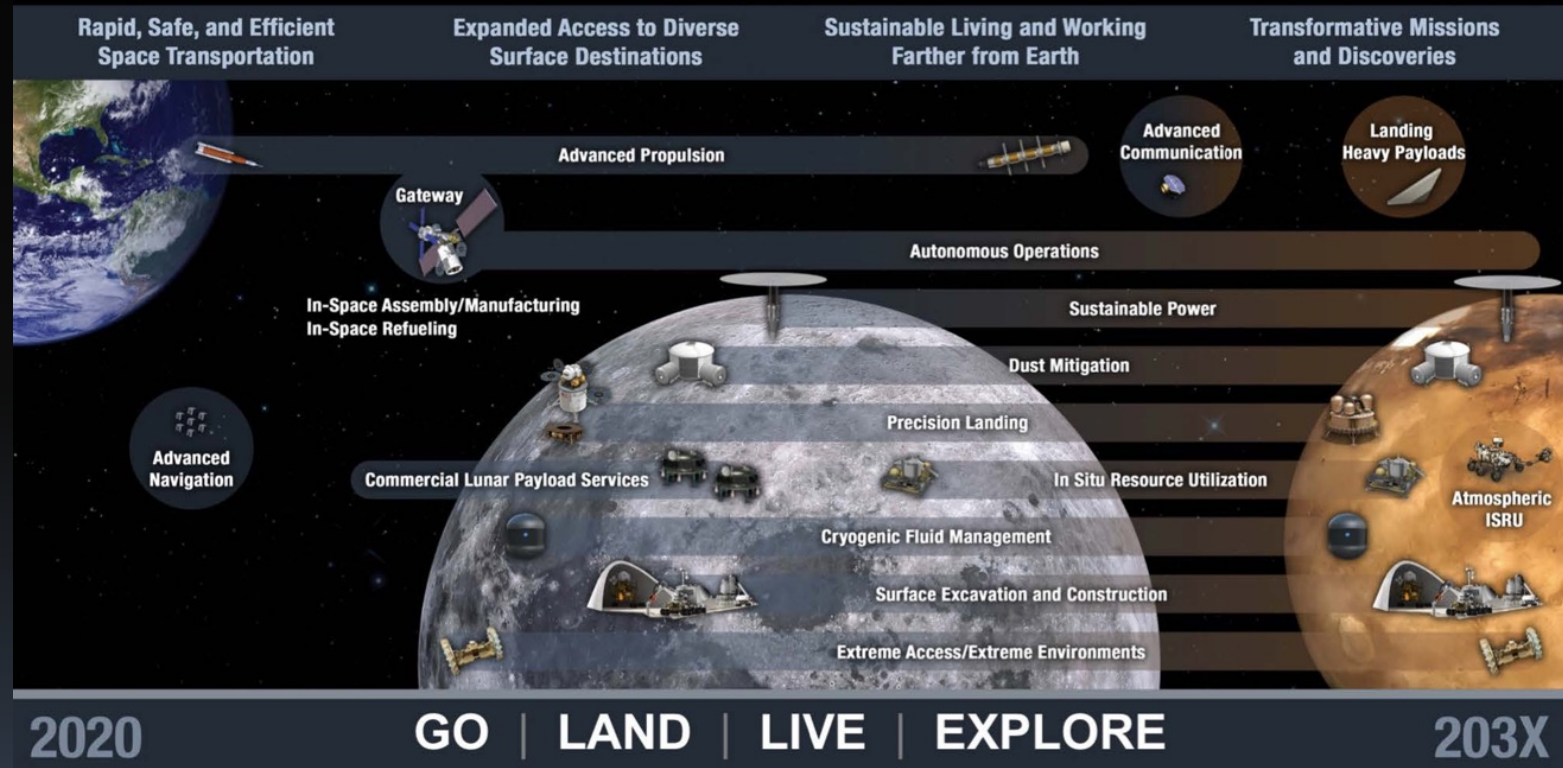 Rapid, Safe, and Efficient
Space Transportation
Expanded Access to Diverse
Surface Destinations
Sustainable Living and Working
Farther from Earth
Transformative Missions
and Discoveries
Advanced Propulsion
Advanced
Communication
Landing
Heavy Payloads
Gateway
Autonomous Operations
In-Space Assembly/Manufacturing
In-Space Refueling
Sustainable Power
Dust Mitigation
Precision Landing
Advanced
Navigation
Commercial Lunar Payload Services
In Situ Resource Utilization
Atmospheric
ISRU
Cryogenic Fluid Management
Surface Excavation and Construction
Extreme Access/Extreme Environments
2020
GO | LAND | LIVE | EXPLORE
203X